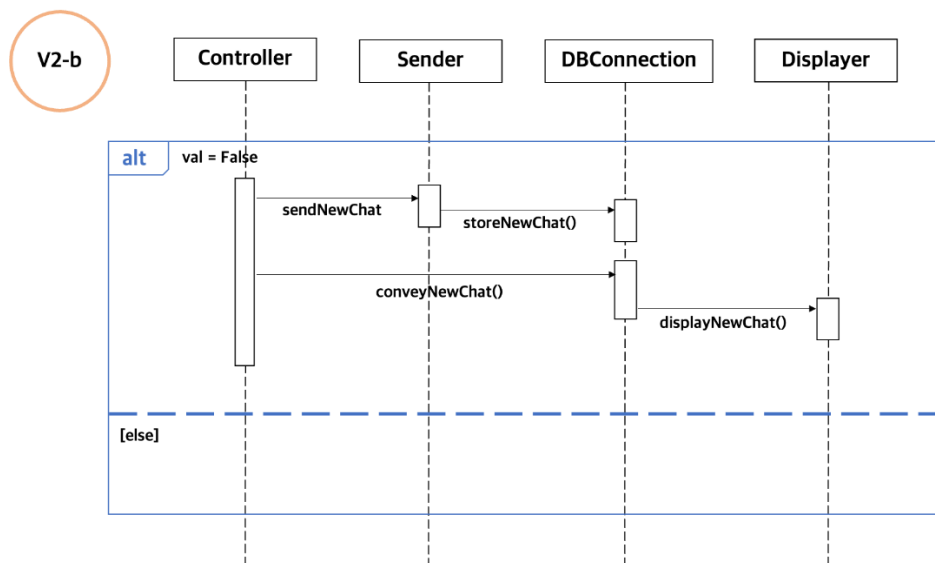 V2-b
Controller
Sender
DBConnection
Displayer
alt
val = False
sendNewChat
storeNewChat()
conveyNewChat()
displayNewChat()
[else]